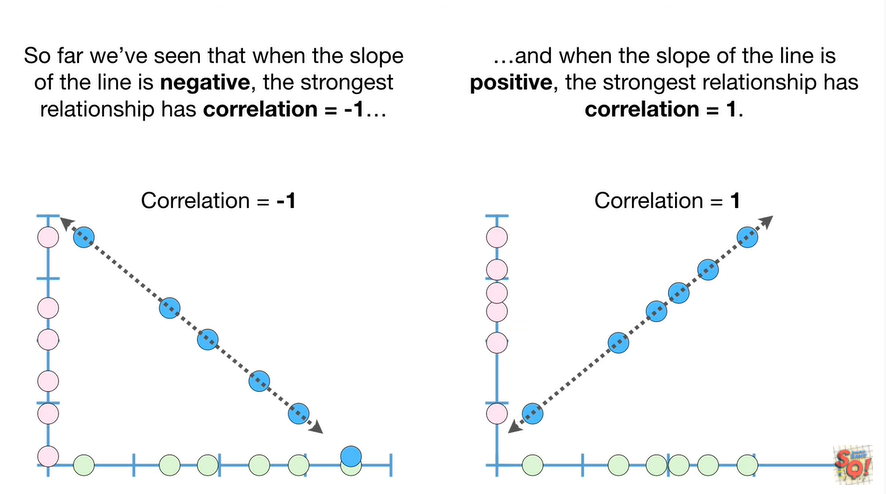 So far we've seen that when the slope
of the line is negative, the strongest
relationship has correlation = -1…
…and when the slope of the line is
positive, the strongest relationship has
correlation = 1.
Correlation = -1
Correlation = 1
SQ!